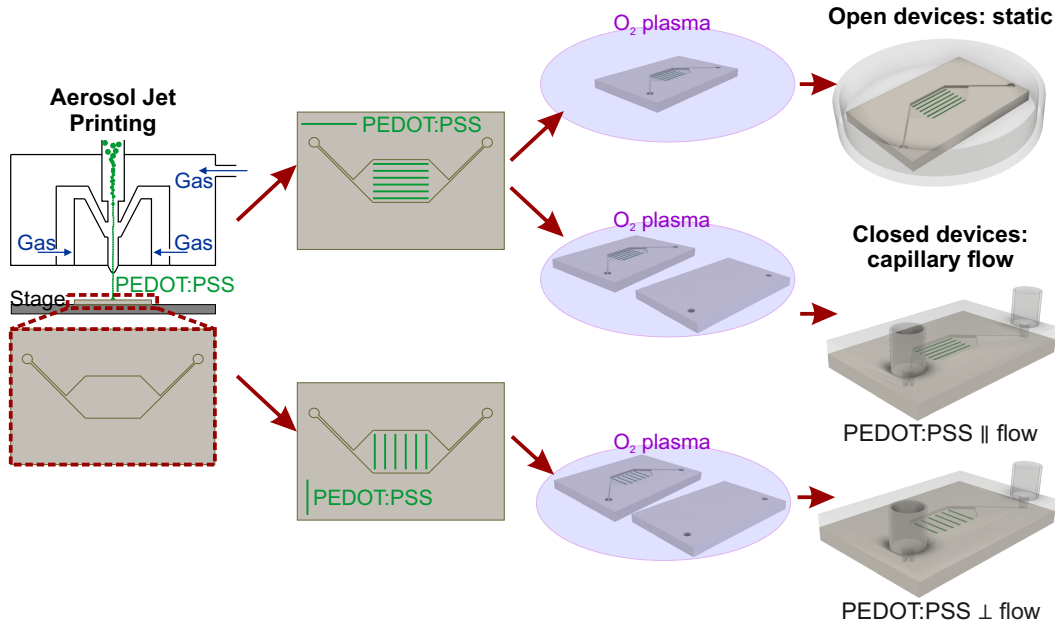 Aerosol Jet
Printing
Gas
Gas
Gas
PEDOT:PSS
Stage
PEDOT:PSS
PEDOT:PSS
O₂ plasma
O₂ plasma
O₂ plasma
Open devices: static
Closed devices:
capillary flow
PEDOT:PSS ∥ flow
PEDOT:PSS ⊥ flow